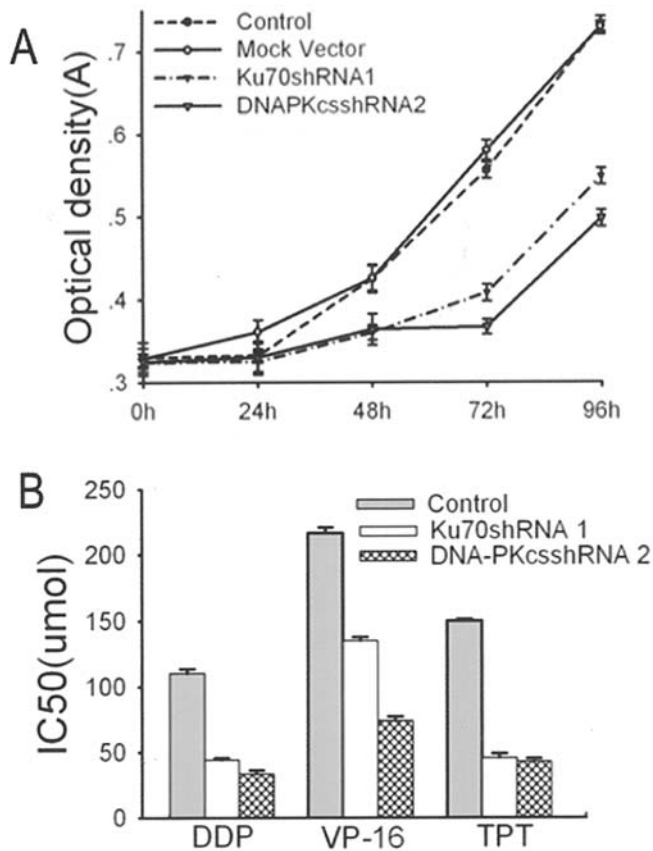 A
Control
Mock Vector
Ku70shRNA1
DNAPKcsshRNA2
Optical density(A)
.7
.6
.5
.4
.3
0h 24h 48h 72h 96h
B
Control
Ku70shRNA 1
DNA-PKcsshRNA 2
IC50(umol)
250
200
150
100
50
0
DDP VP-16 TPT